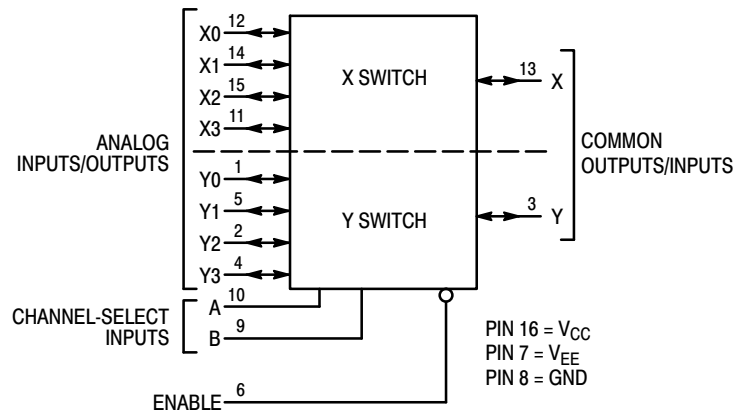 X0 12
X1 14
X2 15
X3 11
X SWITCH
13 X
ANALOG
INPUTS/OUTPUTS
COMMON
OUTPUTS/INPUTS
Y0 1
Y1 5
Y2 2
Y3 4
Y SWITCH
3 Y
CHANNEL-SELECT
INPUTS
A 10
B 9
ENABLE 6
PIN 16 = VCC
PIN 7 = VEE
PIN 8 = GND